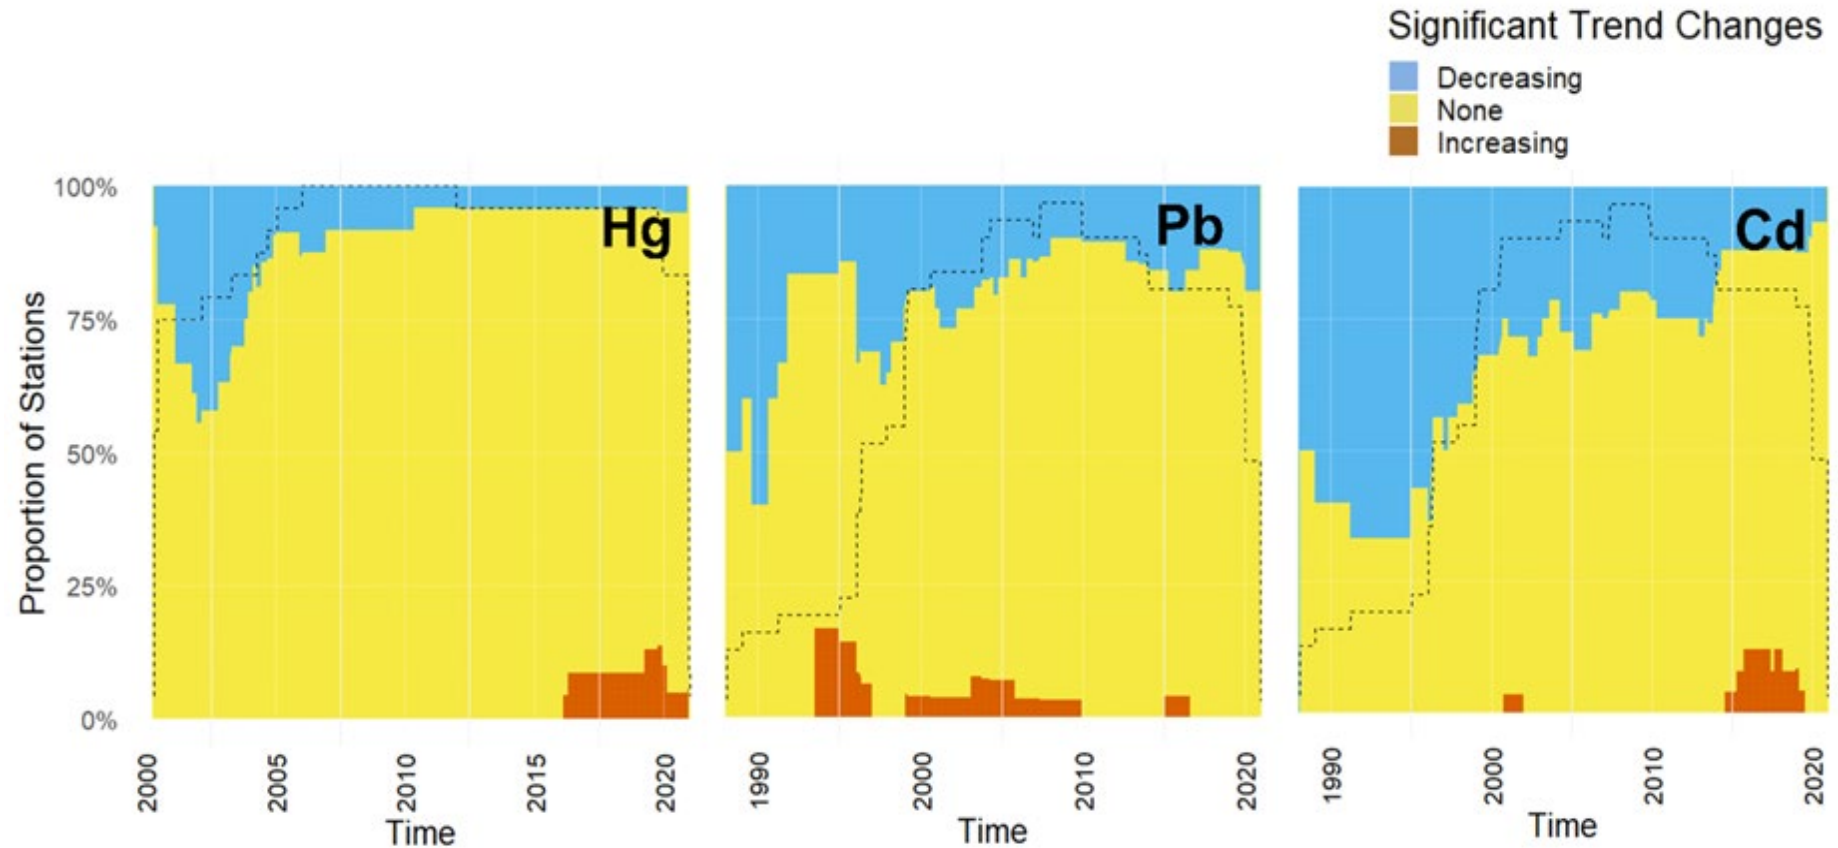 Significant Trend Changes
Decreasing
None
Increasing
Proportion of Stations
100%
75%
50%
25%
0%
Hg
Pb
Cd
2000 2005 2010 2015 2020
1990 2000 2010 2020
1990 2000 2010 2020
Time
Time
Time